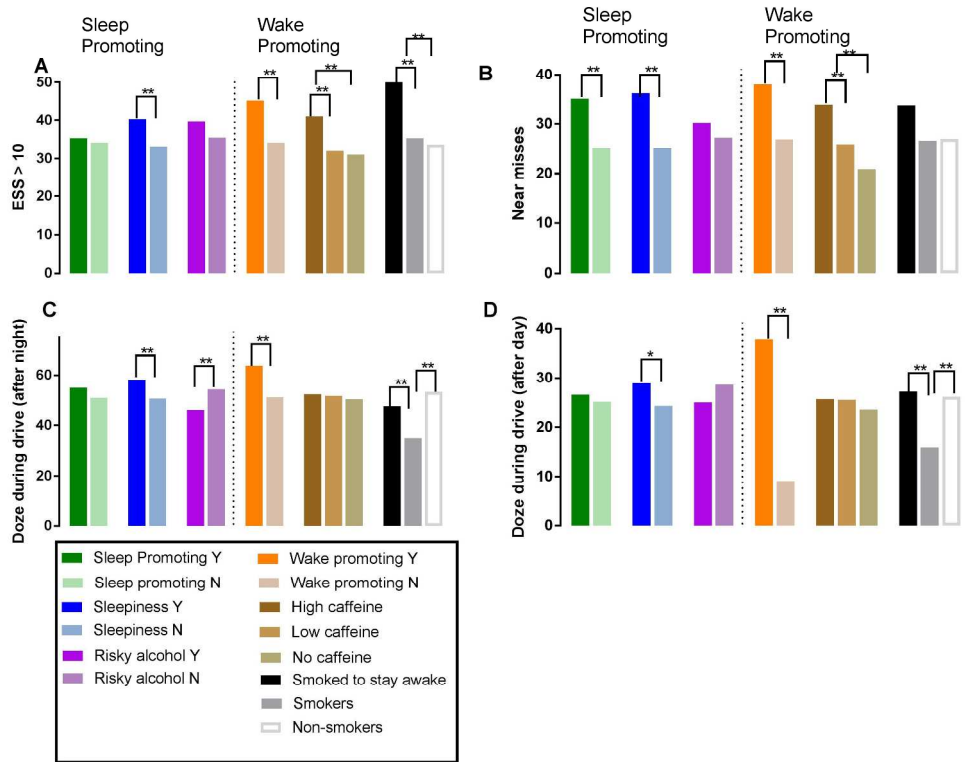 Sleep
Promoting
Wake
Promoting
A
ESS > 10
50
40
30
20
10
0
**
**
**
**
**
**
Sleep
Promoting
Wake
Promoting
B
Near misses
40
30
20
10
0
**
**
**
**
**
C
Doze during drive (after night)
60
40
20
0
**
**
**
**
**
D
Doze during drive (after day)
40
30
20
10
0
*
**
**
**
Sleep Promoting Y
Sleep promoting N
Sleepiness Y
Sleepiness N
Risky alcohol Y
Risky alcohol N
Wake promoting Y
Wake promoting N
High caffeine
Low caffeine
No caffeine
Smoked to stay awake
Smokers
Non-smokers